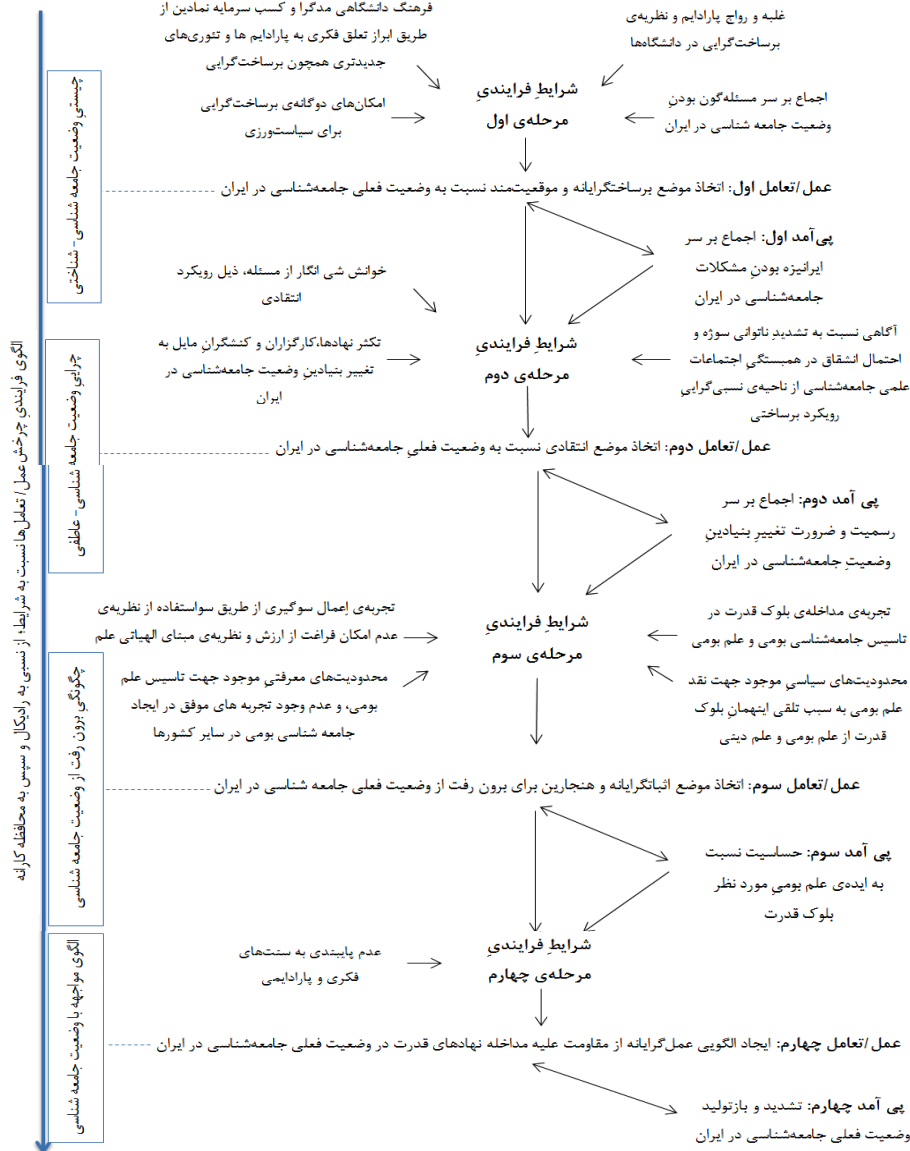 غلبه و رواج پارادایم و نظریه‌ی
برساخت‌گرایی در دانشگاه‌ها
فرهنگ دانشگاهی مدگرا و کسب سرمایه نمادین از
طریق ابراز تعلق فکری به پارادایم ها و تئوری‌های
جدیدتری همچون برساخت‌گرایی
شرایطِ فرایندیِ
مرحله‌ی اول
اجماع بر سر مسئله‌گون بودنِ
وضعیت جامعه شناسی در ایران
امکان‌های دوگانه‌ی برساخت‌گرایی
برای سیاست‌ورزی
عمل/تعامل اول: اتخاذ موضع برساختگرایانه و موقعیت‌مند نسبت به وضعیت فعلی جامعه‌شناسی در ایران
پی‌آمد اول: اجماع بر سر
ایرانیزه بودنِ مشکلات
جامعه‌شناسی در ایران
خوانش شی انگار از مسئله، ذیل رویکرد
انتقادی
شرایطِ فرایندیِ
مرحله‌ی دوم
آگاهی نسبت به تشدیدِ ناتوانی سوژه و
احتمال انشقاق در همبستگیِ اجتماعات
علمی جامعه‌شناسی از ناحیه‌ی نسبی‌گراییِ
رویکرد برساختی
تکثر نهادها،کارگزاران و کنشگرانِ مایل به
تغییر بنیادینِ وضعیت جامعه‌شناسی در
ایران
عمل/تعامل دوم: اتخاذ موضع انتقادی نسبت به وضعیت فعلیِ جامعه‌شناسی در ایران
پی آمد دوم: اجماع بر سر
رسمیت و ضرورت تغییرِ بنیادینِ
وضعیتِ جامعه‌شناسی در ایران
شرایطِ فرایندیِ
مرحله‌ی سوم
تجربه‌ی مداخله‌ی بلوک قدرت در
تاسیس جامعه‌شناسی بومی و علم بومی
تجربه‌ی اِعمال سوگیری از طریق سواستفاده از نظریه‌ی
عدم امکان فراغت از ارزش و نظریه‌ی مبنای الهیاتی علم
محدودیت‌های سیاسیِ موجود جهت نقد
علم بومی به سبب تلقی اینهمانِ بلوک
قدرت از علم بومی و علم دینی
محدودیت‌های معرفتیِ موجود جهت تاسیس علم
بومی، و عدم وجود تجربه های موفق در ایجاد
جامعه شناسی بومی در سایر کشورها
عمل/تعامل سوم: اتخاذ موضع اثباتگرایانه و هنجارین برای برون رفت از وضعیت فعلی جامعه شناسی در ایران
پی آمد سوم: حساسیت نسبت
به ایده‌ی علم بومیِ مورد نظر
بلوک قدرت
شرایطِ فرایندیِ
مرحله‌ی چهارم
عدم پایبندی به سنت‌های
فکری و پارادایمی
عمل/تعامل چهارم: ایجاد الگویی عمل‌گرایانه از مقاومت علیه مداخله نهادهای قدرت در وضعیت فعلی جامعه‌شناسی در ایران
پی آمد چهارم: تشدید و بازتولید
وضعیت فعلی جامعه‌شناسی در ایران
چیستیِ وضعیت جامعه شناسی- شناختی
چراییِ وضعیت جامعه شناسی- عاطفی
چگونگیِ برون رفت از وضعیت جامعه شناسی
الگوی مواجهه با وضعیت جامعه شناسی
الگوی فرایندیِ چرخش عمل/ تعامل‌ها نسبت به شرایط؛ از نسبی به رادیکال و سپس به محافظه کارانه